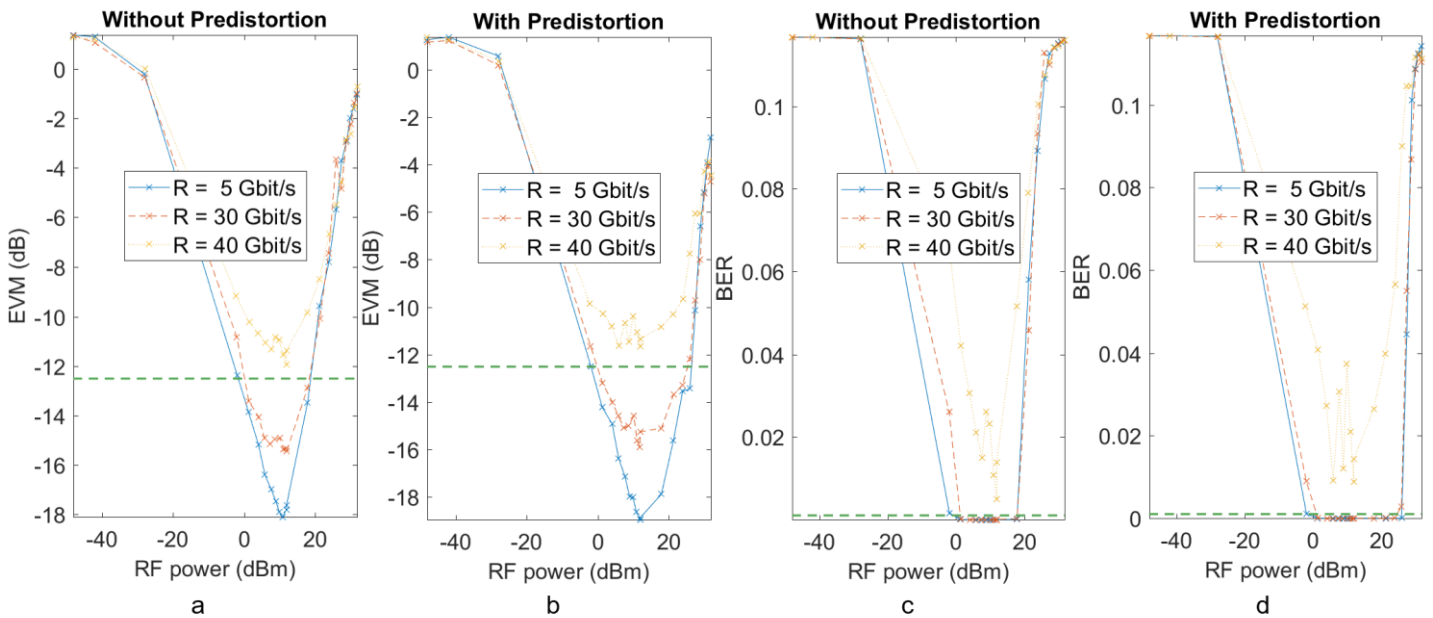 Without Predistortion
0
-2
-4
-6
-8
-10
-12
-14
-16
-18
EVM (dB)
R = 5 Gbit/s
R = 30 Gbit/s
R = 40 Gbit/s
-40 -20 0 20
RF power (dBm)
a
With Predistortion
0
-2
-4
-6
-8
-10
-12
-14
-16
-18
EVM (dB)
R = 5 Gbit/s
R = 30 Gbit/s
R = 40 Gbit/s
-40 -20 0 20
RF power (dBm)
b
Without Predistortion
0.1
0.08
0.06
0.04
0.02
BER
R = 5 Gbit/s
R = 30 Gbit/s
R = 40 Gbit/s
-40 -20 0 20
RF power (dBm)
c
With Predistortion
0.1
0.08
0.06
0.04
0.02
0
BER
R = 5 Gbit/s
R = 30 Gbit/s
R = 40 Gbit/s
-40 -20 0 20
RF power (dBm)
d